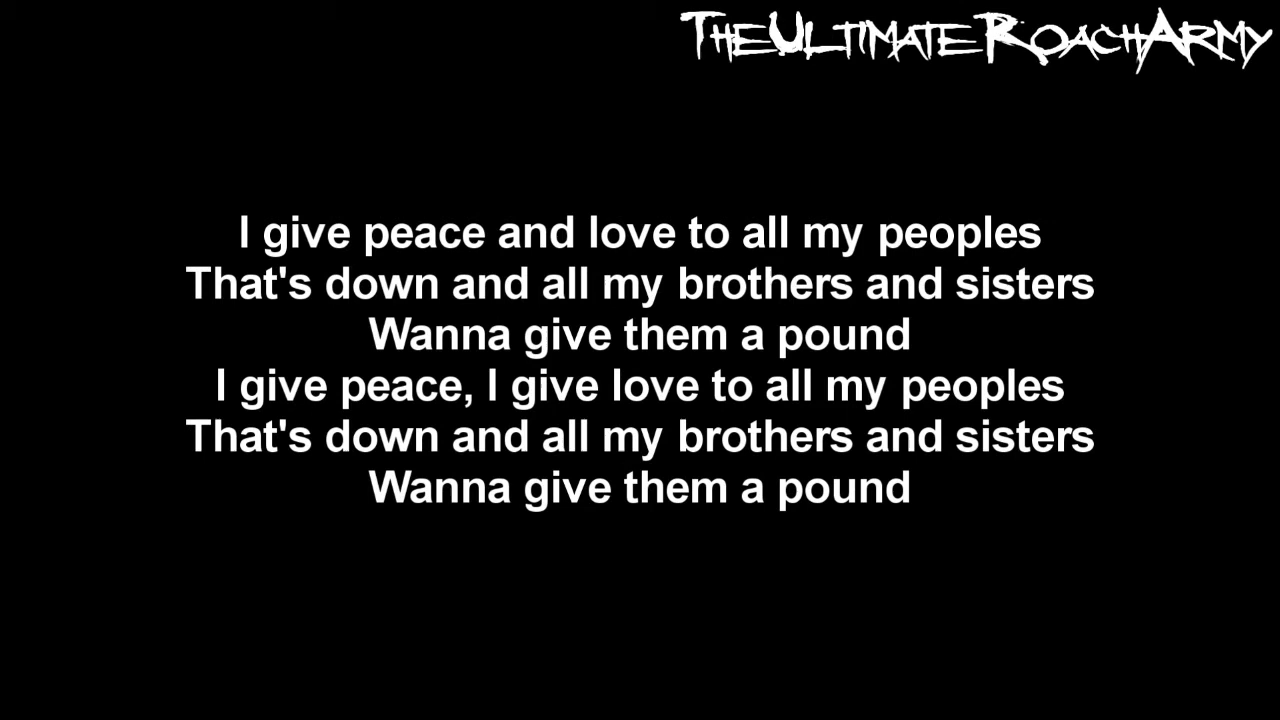 TheUltimateRoachArmy
I give peace and love to all my peoples
That's down and all my brothers and sisters
Wanna give them a pound
I give peace, I give love to all my peoples
That's down and all my brothers and sisters
Wanna give them a pound